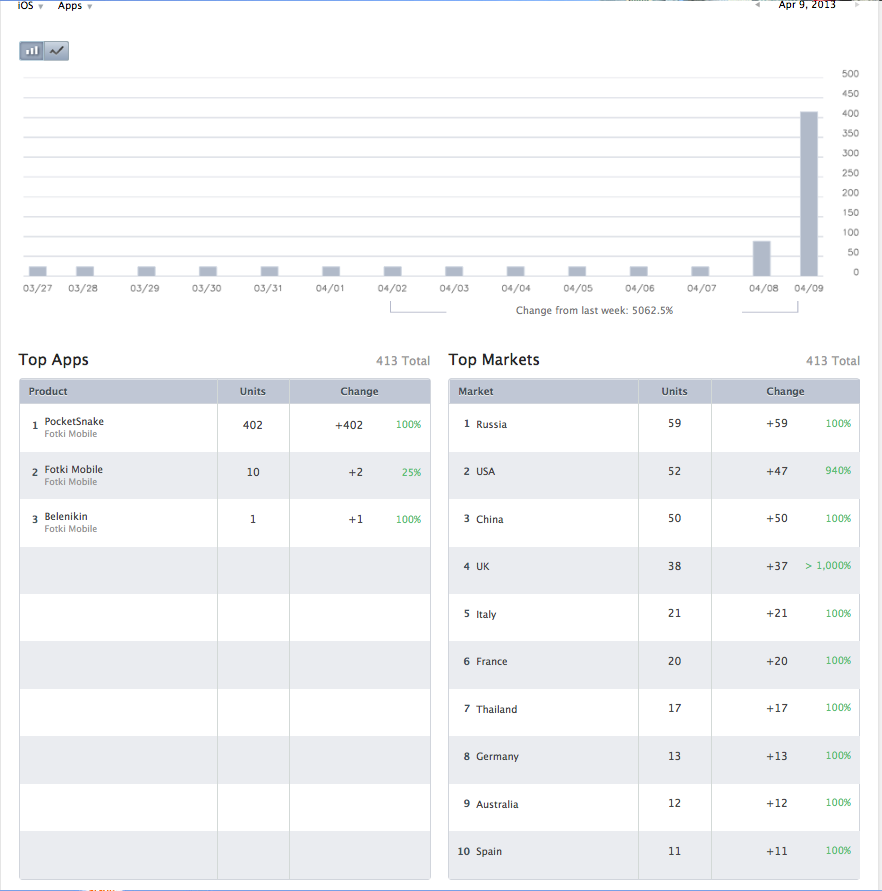 iOS Apps Apr 9, 2013
500
450
400
350
300
250
200
150
100
50
0
03/27 03/28 03/29 03/30 03/31 04/01 04/02 04/03 04/04 04/05 04/06 04/07 04/08 04/09
Change from last week: 5062.5%
Top Apps 413 Total
Product Units Change
1 PocketSnake 402 +402 100%
Fotki Mobile
2 Fotki Mobile 10 +2 25%
Fotki Mobile
3 Belenikin 1 +1 100%
Fotki Mobile
Top Markets 413 Total
Market Units Change
1 Russia 59 +59 100%
2 USA 52 +47 940%
3 China 50 +50 100%
4 UK 38 +37 > 1,000%
5 Italy 21 +21 100%
6 France 20 +20 100%
7 Thailand 17 +17 100%
8 Germany 13 +13 100%
9 Australia 12 +12 100%
10 Spain 11 +11 100%